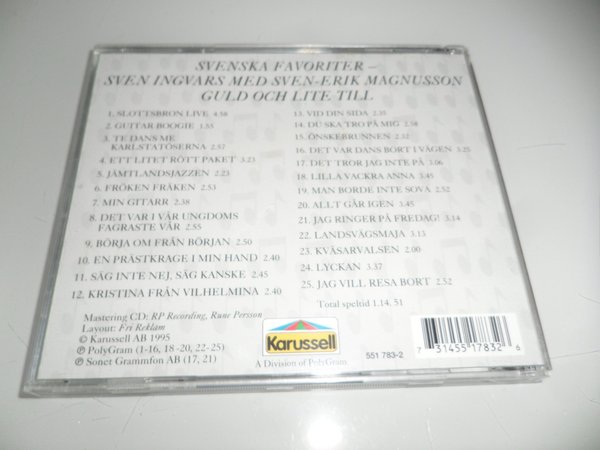 SVENSKA FAVORITER –
SVEN INGVARS MED SVEN-ERIK MAGNUSSON
GULD OCH LITE TILL
1. SLOTTSBRON LIVE 4.58
2. GUITAR BOOGIE 1.55
3. TE DANS ME
KARLSTATÖSERNA 2.57
4. ETT LITET RÖTT PAKET 3.23
5. JÄMTLANDSJAZZEN 2.23
6. FRÖKEN FRÅKEN 2.53
7. MIN GITARR 2.38
8. DET VAR I VÅR UNGDOMS
FAGRASTE VÅR 2.55
9. BÖRJA OM FRÅN BÖRJAN 2.50
10. EN PRÄSTKRAGE I MIN HAND 2.40
11. SÄG INTE NEJ, SÄG KANSKE 2.45
12. KRISTINA FRÅN VILHELMINA 2.40
13. VID DIN SIDA 2.35
14. DU SKA TRO PÅ MIG 2.58
15. ÖNSKEBRUNNEN 2.32
16. DET VAR DANS BORT I VÄGEN 3.25
17. DET TROR JAG INTE PÅ 3.06
18. LILLA VACKRA ANNA 3.45
19. MAN BORDE INTE SOVA 2.52
20. ALLT GÅR IGEN 3.45
21. JAG RINGER PÅ FREDAG! 3.14
22. LANDSVÄGSMAJA 3.13
23. KVÄSARVALSEN 2.00
24. LYCKAN 3.37
25. JAG VILL RESA BORT 2.52
Total speltid 1.14.51
Mastering CD: RP Recording, Rune Persson
Layout: Fri Reklam
© Karussell AB 1995
℗ PolyGram (1-16, 18-20, 22-25)
℗ Sonet Grammfon AB (17, 21)
Karussell
A Division of PolyGram
551 783-2
7 31455 17832 6